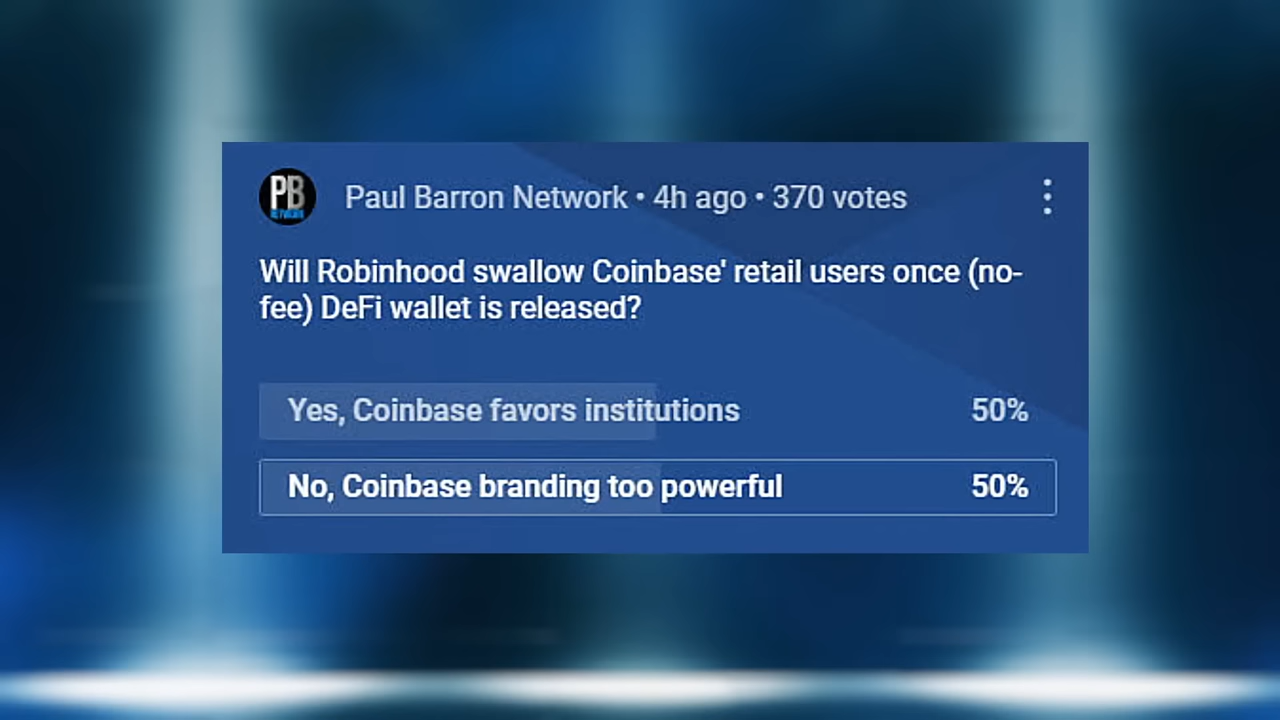 PB
NETWORK
Paul Barron Network • 4h ago • 370 votes
Will Robinhood swallow Coinbase' retail users once (no-
fee) DeFi wallet is released?
Yes, Coinbase favors institutions 50%
No, Coinbase branding too powerful 50%